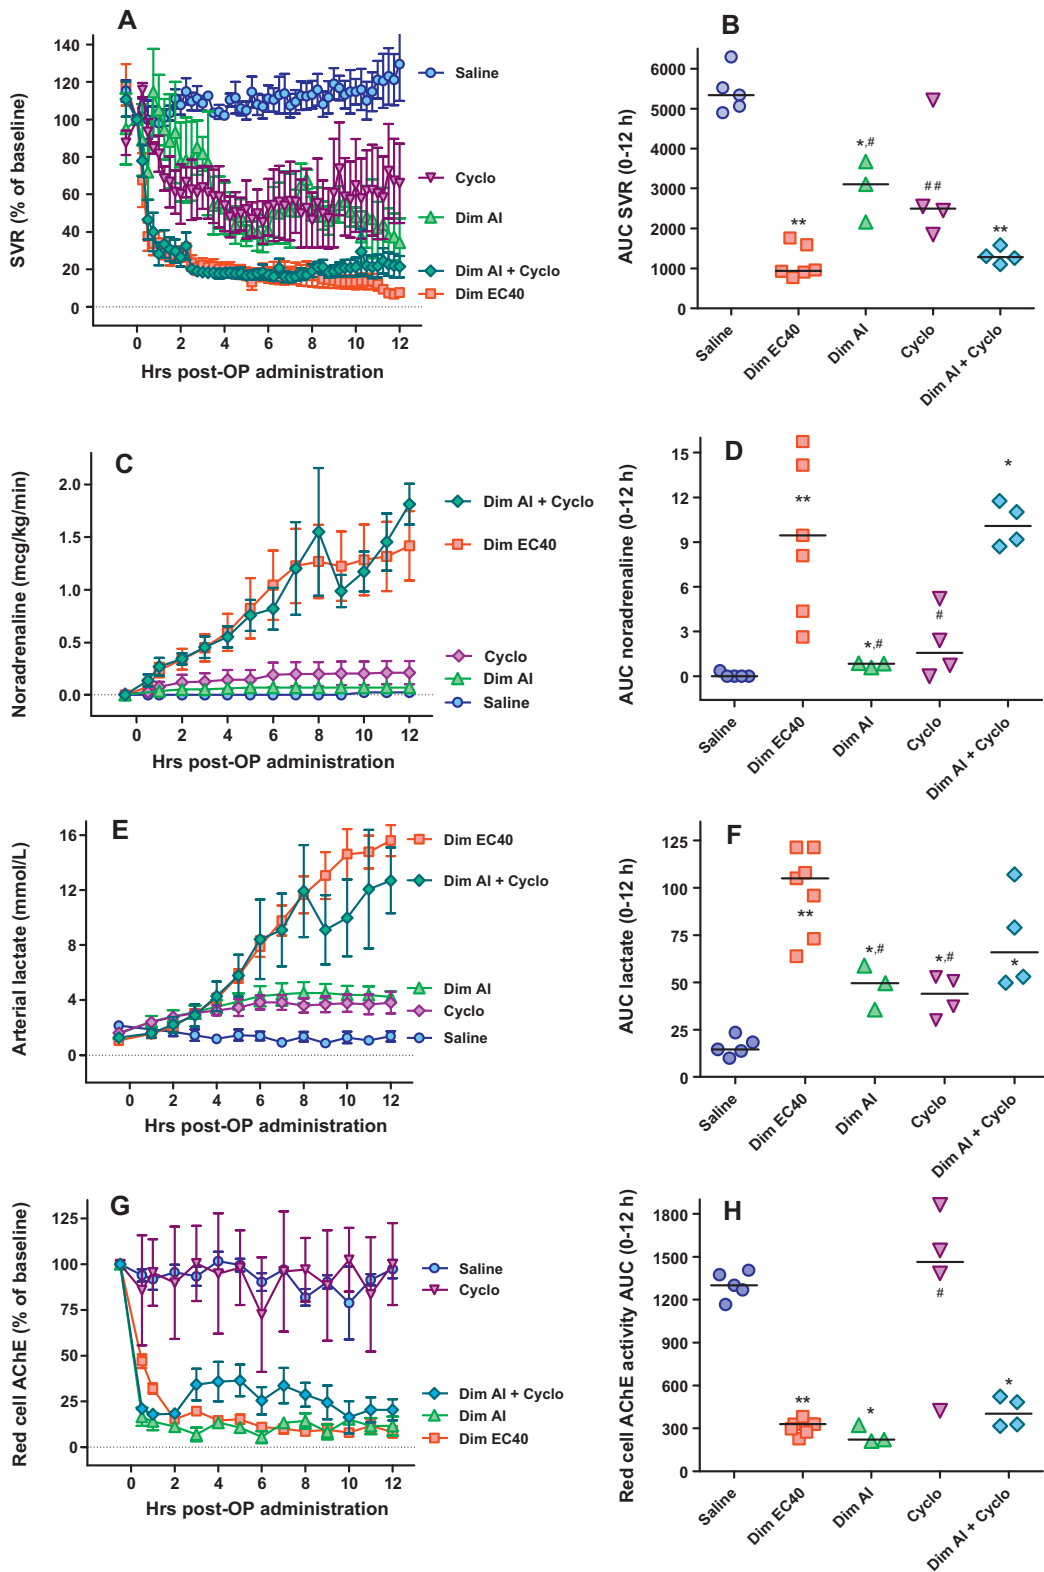 A
SVR (% of baseline)
140
120
100
80
60
40
20
0
0 2 4 6 8 10 12
Hrs post-OP administration
Saline
Cyclo
Dim AI
Dim AI + Cyclo
Dim EC40
B
AUC SVR (0-12 h)
6000
5000
4000
3000
2000
1000
0
**
*,#
##
**
Saline
Dim EC40
Dim AI
Cyclo
Dim AI + Cyclo
C
Noradrenaline (mcg/kg/min)
2.0
1.5
1.0
0.5
0.0
0 2 4 6 8 10 12
Hrs post-OP administration
Dim AI + Cyclo
Dim EC40
Cyclo
Dim AI
Saline
D
AUC noradrenaline (0-12 h)
15
12
9
6
3
0
**
*,#
#
*
Saline
Dim EC40
Dim AI
Cyclo
Dim AI + Cyclo
E
Arterial lactate (mmol/L)
16
12
8
4
0
0 2 4 6 8 10 12
Hrs post-OP administration
Dim EC40
Dim AI + Cyclo
Dim AI
Cyclo
Saline
F
AUC lactate (0-12 h)
125
100
75
50
25
0
**
*,#
*,#
*
Saline
Dim EC40
Dim AI
Cyclo
Dim AI + Cyclo
G
Red cell AChE (% of baseline)
125
100
75
50
25
0
0 2 4 6 8 10 12
Hrs post-OP administration
Saline
Cyclo
Dim AI + Cyclo
Dim AI
Dim EC40
H
Red cell AChE activity AUC (0-12 h)
1800
1500
1200
900
600
300
0
**
*
#
*
Saline
Dim EC40
Dim AI
Cyclo
Dim AI + Cyclo